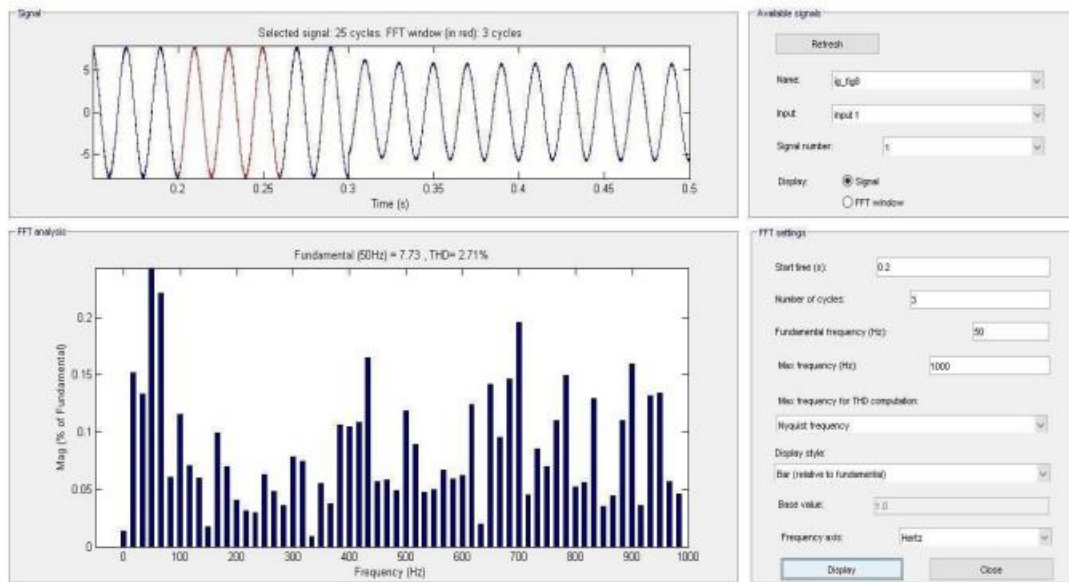 Signal
Selected signal: 25 cycles. FFT window (in red): 3 cycles
5
0
-5
0.2 0.25 0.3 0.35 0.4 0.45 0.5
Time (s)
Available signals
Refresh
Name:
ig_fig8
Input:
input 1
Signal number:
1
Display:
Signal
FFT window
FFT analysis
Fundamental (50Hz) = 7.73 , THD= 2.71%
Mag (% of Fundamental)
0.2
0.15
0.1
0.05
0
0 100 200 300 400 500 600 700 800 900 1000
Frequency (Hz)
FFT settings
Start time (s):
0.2
Number of cycles:
3
Fundamental frequency (Hz):
50
Max frequency (Hz):
1000
Max frequency for THD computation:
Nyquist frequency
Display style:
Bar (relative to fundamental)
Base value:
1.0
Frequency axis:
Hertz
Display
Close